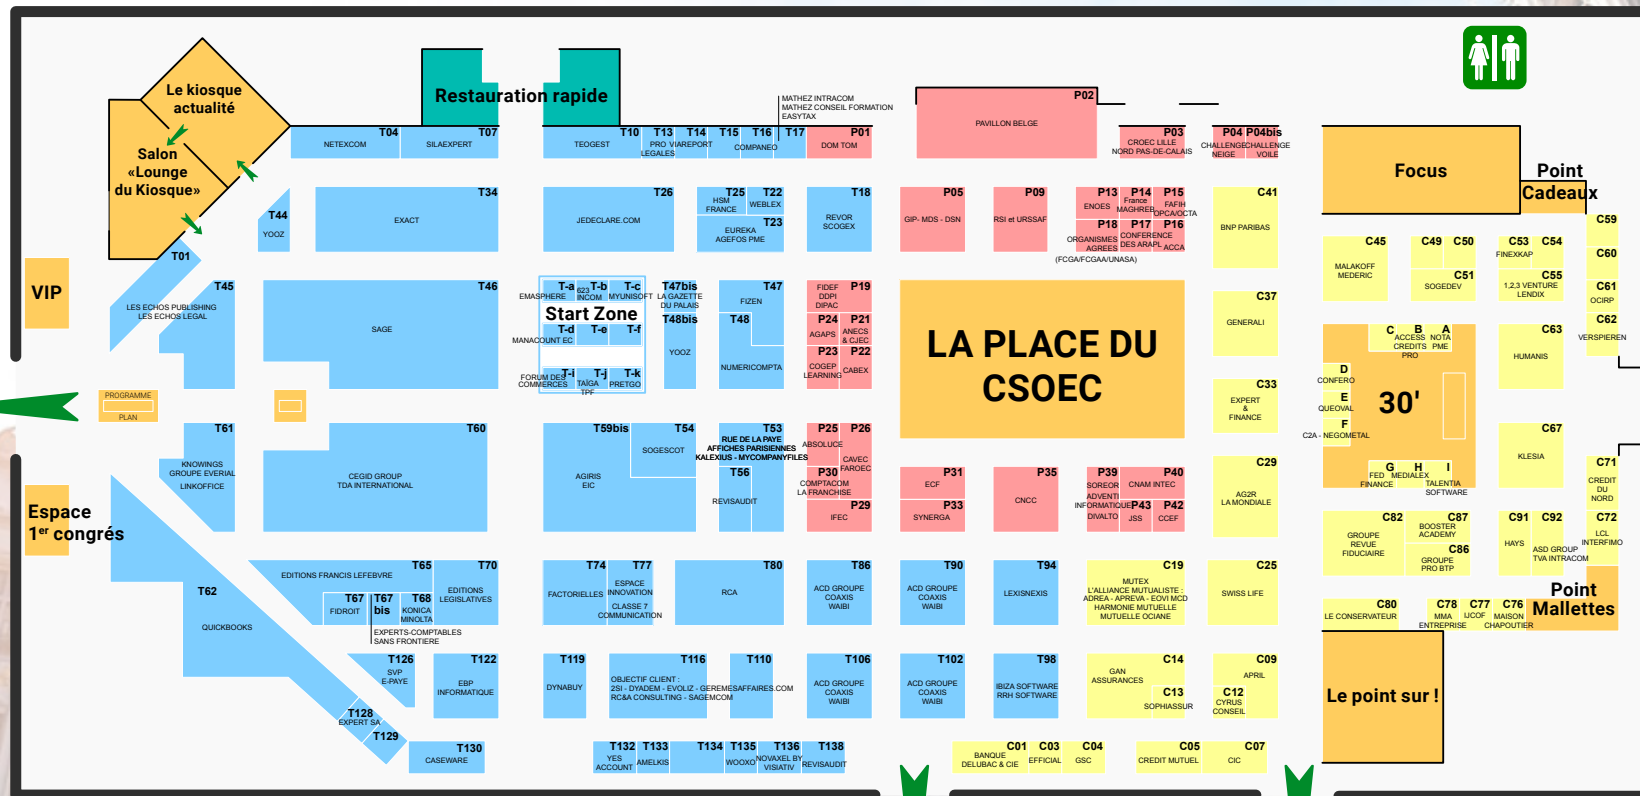 Le kiosque
actualité
Salon
«Lounge
du Kiosque»
Restauration rapide
MATHEZ INTRACOM
MATHEZ CONSEIL FORMATION
EASYTAX
T04
NETEXCOM
T07
SILAEXPERT
T10
TEOGEST
T13
PRO
LEGALES
T14
VIAREPORT
T15
T16
COMPANEO
T17
P01
DOM TOM
P02
PAVILLON BELGE
P03
CROEC LILLE
NORD PAS-DE-CALAIS
P04
CHALLENGE
NEIGE
P04bis
CHALLENGE
VOILE
Focus
Point
Cadeaux
T44
YOOZ
T34
EXACT
T26
JEDECLARE.COM
T25
HSM
FRANCE
T22
WEBLEX
T23
EUREKA
AGEFOS PME
T18
REVOR
SCOGEX
P05
GIP- MDS - DSN
P09
RSI et URSSAF
P13
ENOES
P14
France
MAGHREB
P15
FAFIH
OPCA/OCTA
P18
ORGANISMES
AGREES
(FCGA/FCGAA/UNASA)
P17
CONFERENCE
DES ARAPL
P16
ACCA
C41
BNP PARIBAS
C45
MALAKOFF
MEDERIC
C49
C50
C51
SOGEDEV
C53
FINEXKAP
C54
C55
1,2,3 VENTURE
LENDIX
C59
C60
C61
OCIRP
C62
VERSPIEREN
VIP
T01
LES ECHOS PUBLISHING
LES ECHOS LEGAL
T45
T46
SAGE
T-a
EMASPHERE
T-b
623
INCOM
T-c
MYUNISOFT
Start Zone
T-d
MANACOUNT EC
T-e
T-f
T-i
FORUM DES
COMMERCES
T-j
TAÏGA
TPF
T-k
PRETGO
T47bis
LA GAZETTE
DU PALAIS
T48bis
YOOZ
T47
FIZEN
T48
NUMERICOMPTA
P19
FIDEF
DDPI
DIPAC
P24
AGAPS
P21
ANECS
& CJEC
P23
COGEP
LEARNING
P22
CABEX
LA PLACE DU
CSOEC
C37
GENERALI
C33
EXPERT
&
FINANCE
C
B
ACCESS
CREDITS
PRO
A
NOTA
PME
D
CONFERO
E
QUEOVAL
F
C2A - NEGOMETAL
30'
G
FED
FINANCE
H
MEDIALEX
I
TALENTIA
SOFTWARE
C63
HUMANIS
PROGRAMME
PLAN
T61
KNOWINGS
GROUPE EVERIAL
LINKOFFICE
T60
CEGID GROUP
TDA INTERNATIONAL
T59bis
AGIRIS
EIC
T54
SOGESCOT
T53
RUE DE LA PAYE
AFFICHES PARISIENNES
KALEXIUS - MYCOMPANYFILES
T56
REVISAUDIT
P25
ABSOLUCE
P26
CAVEC
FAROEC
P30
COMPTACOM
LA FRANCHISE
P29
IFEC
P31
ECF
P33
SYNERGA
P35
CNCC
P39
SOREOR
ADVENTI
INFORMATIQUE
DIVALTO
P40
CNAM INTEC
P43
JSS
P42
CCEF
C29
AG2R
LA MONDIALE
C67
KLESIA
C71
CREDIT
DU
NORD
C72
LCL
INTERFIMO
C82
GROUPE
REVUE
FIDUCIAIRE
C87
BOOSTER
ACADEMY
C86
GROUPE
PRO BTP
C91
HAYS
C92
ASD GROUP
TVA INTRACOM
Espace
1er congrés
T62
QUICKBOOKS
T65
EDITIONS FRANCIS LEFEBVRE
T67
FIDROIT
T67
bis
EXPERTS-COMPTABLES
SANS FRONTIERE
T68
KONICA
MINOLTA
T70
EDITIONS
LEGISLATIVES
T74
FACTORIELLES
T77
ESPACE
INNOVATION
CLASSE 7
COMMUNICATION
T80
RCA
T86
ACD GROUPE
COAXIS
WAIBI
T90
ACD GROUPE
COAXIS
WAIBI
T94
LEXISNEXIS
C19
MUTEX
L'ALLIANCE MUTUALISTE :
ADREA - APREVA - EOVI MCD
HARMONIE MUTUELLE
MUTUELLE OCIANE
C25
SWISS LIFE
C80
LE CONSERVATEUR
C78
MMA
ENTREPRISE
C77
IJCOF
C76
MAISON
CHAPOUTIER
Point
Mallettes
T126
SVP
E-PAYE
T122
EBP
INFORMATIQUE
T119
DYNABUY
T116
OBJECTIF CLIENT :
2SI - DYADEM - EVOLIZ - GEREMESAFFAIRES.COM
RC&A CONSULTING - SAGEMCOM
T110
T106
ACD GROUPE
COAXIS
WAIBI
T102
ACD GROUPE
COAXIS
WAIBI
T98
IBIZA SOFTWARE
RRH SOFTWARE
C14
GAN
ASSURANCES
C13
SOPHIASSUR
C09
APRIL
C12
CYRUS
CONSEIL
Le point sur !
T128
EXPERT SA
T129
T130
CASEWARE
T132
YES
ACCOUNT
T133
AMELKIS
T134
T135
WOOXO
T136
NOVAXEL BY
VISIATIV
T138
REVISAUDIT
C01
BANQUE
DELUBAC & CIE
C03
EFFICIAL
C04
GSC
C05
CREDIT MUTUEL
C07
CIC